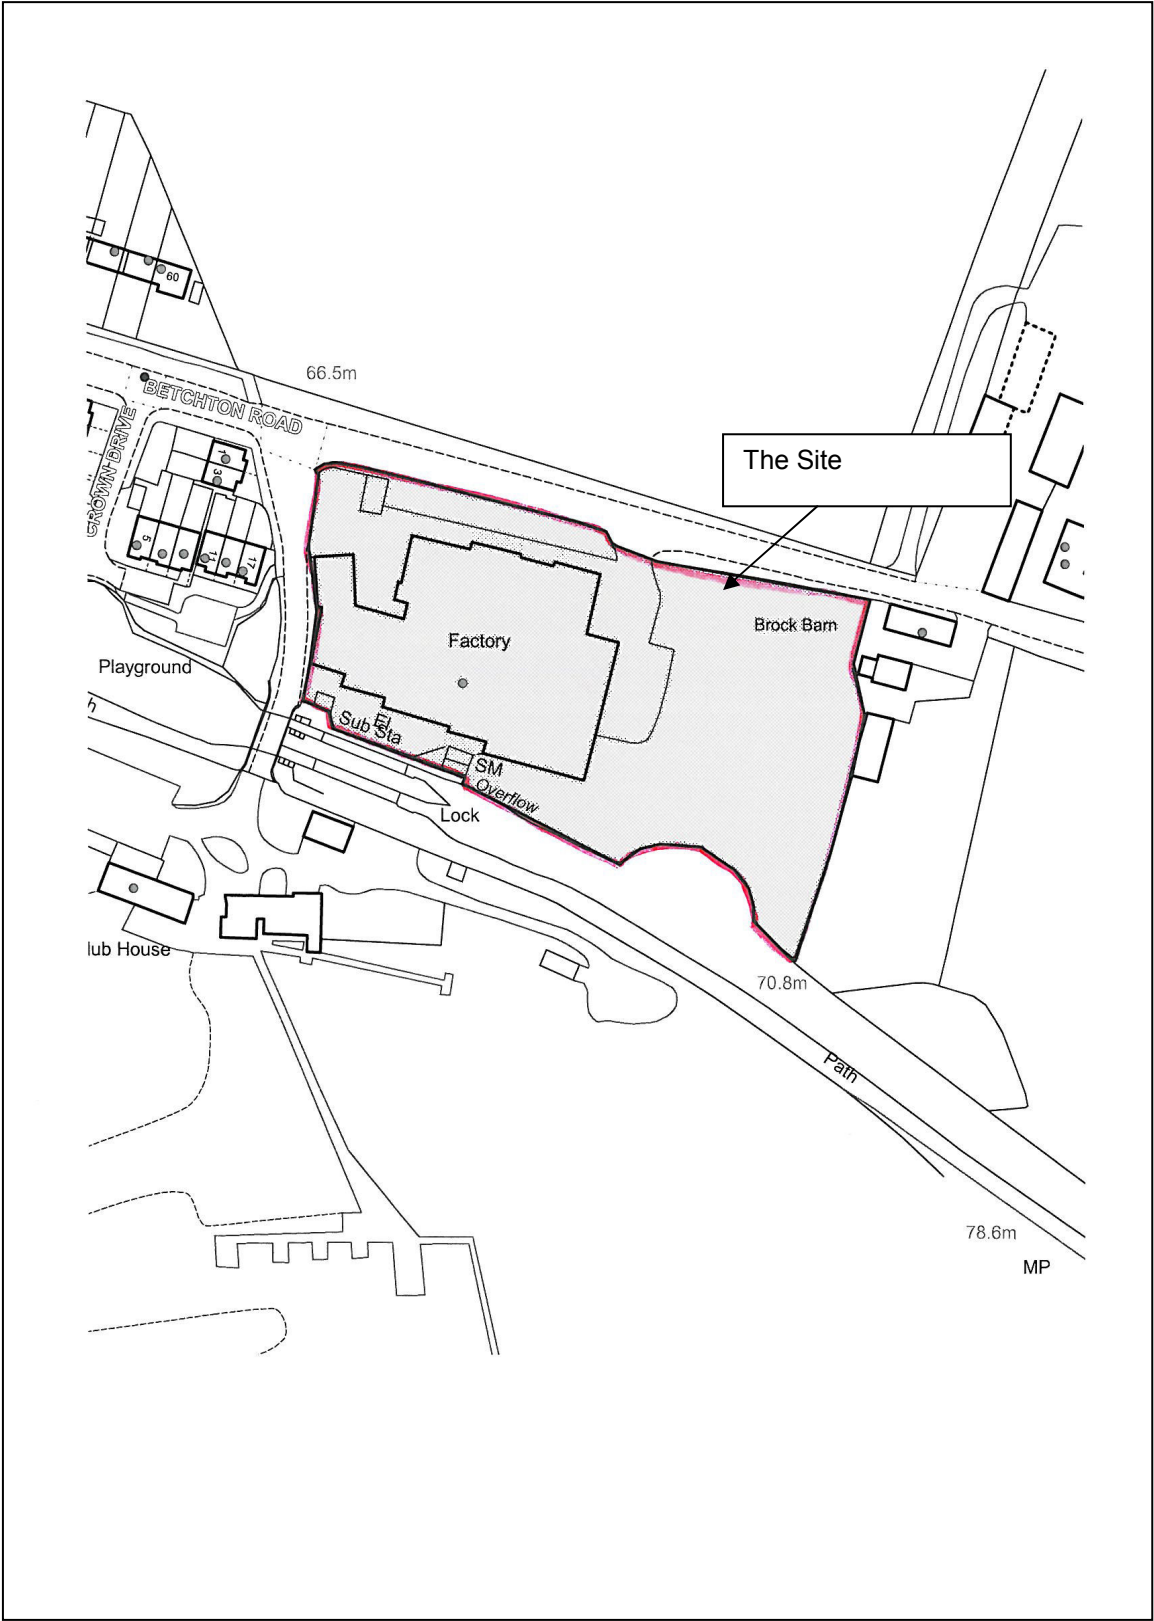 60
66.5m
BETCHTON ROAD
CROWN DRIVE
1
3
The Site
5
11
17
Brock Barn
Factory
Playground
h
El
Sub Sta
SM
Overflow
Lock
lub House
70.8m
Path
78.6m
MP